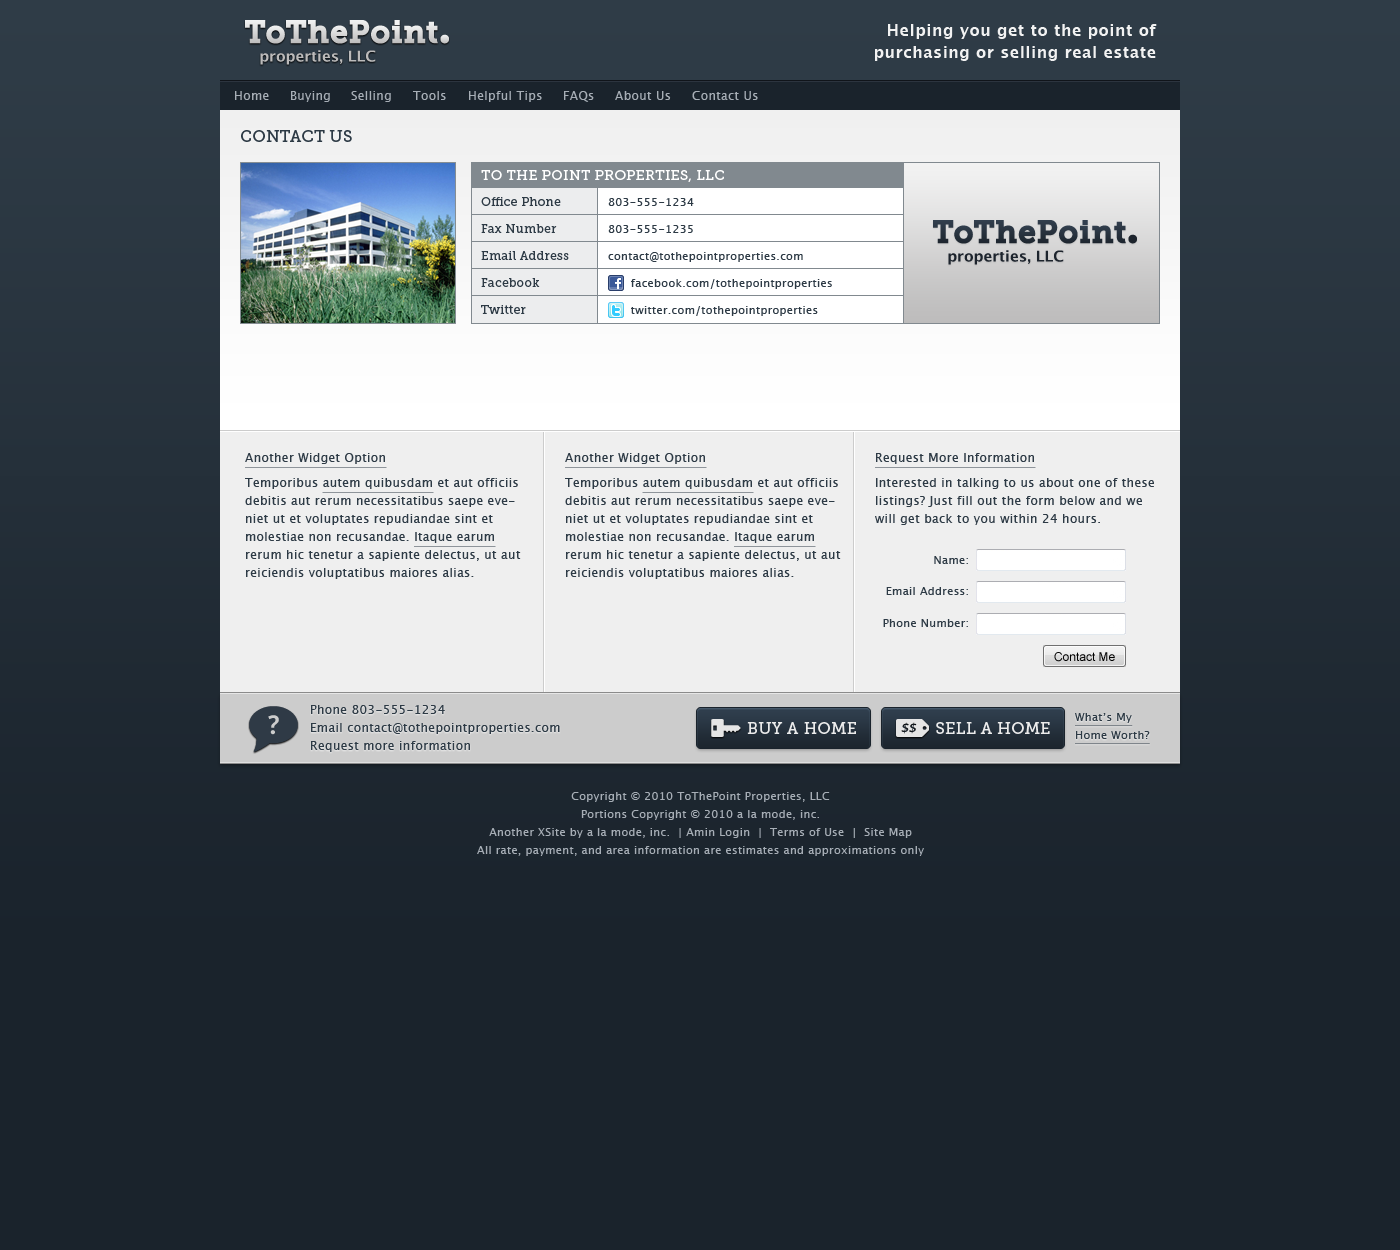 ToThePoint.
properties, LLC
Helping you get to the point of
purchasing or selling real estate
Home Buying Selling Tools Helpful Tips FAQs About Us Contact Us
CONTACT US
TO THE POINT PROPERTIES, LLC
Office Phone 803-555-1234
Fax Number 803-555-1235
Email Address contact@tothepointproperties.com
Facebook facebook.com/tothepointproperties
Twitter twitter.com/tothepointproperties
ToThePoint.
properties, LLC
Another Widget Option
Temporibus autem quibusdam et aut officiis
debitis aut rerum necessitatibus saepe eve-
niet ut et voluptates repudiandae sint et
molestiae non recusandae. Itaque earum
rerum hic tenetur a sapiente delectus, ut aut
reiciendis voluptatibus maiores alias.
Another Widget Option
Temporibus autem quibusdam et aut officiis
debitis aut rerum necessitatibus saepe eve-
niet ut et voluptates repudiandae sint et
molestiae non recusandae. Itaque earum
rerum hic tenetur a sapiente delectus, ut aut
reiciendis voluptatibus maiores alias.
Request More Information
Interested in talking to us about one of these
listings? Just fill out the form below and we
will get back to you within 24 hours.
Name:
Email Address:
Phone Number:
Contact Me
?
Phone 803-555-1234
Email contact@tothepointproperties.com
Request more information
BUY A HOME
$$ SELL A HOME
What's My
Home Worth?
Copyright © 2010 ToThePoint Properties, LLC
Portions Copyright © 2010 a la mode, inc.
Another XSite by a la mode, inc. | Amin Login | Terms of Use | Site Map
All rate, payment, and area information are estimates and approximations only